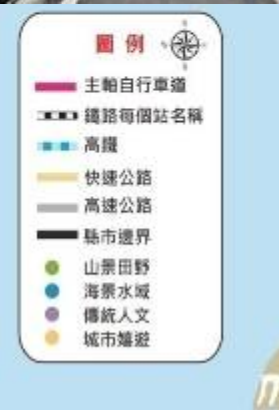 圖例
主軸自行車道
鐵路每個站名稱
高鐵
快速公路
高速公路
縣市邊界
山景田野
海景水域
傳統人文
城市嬉遊